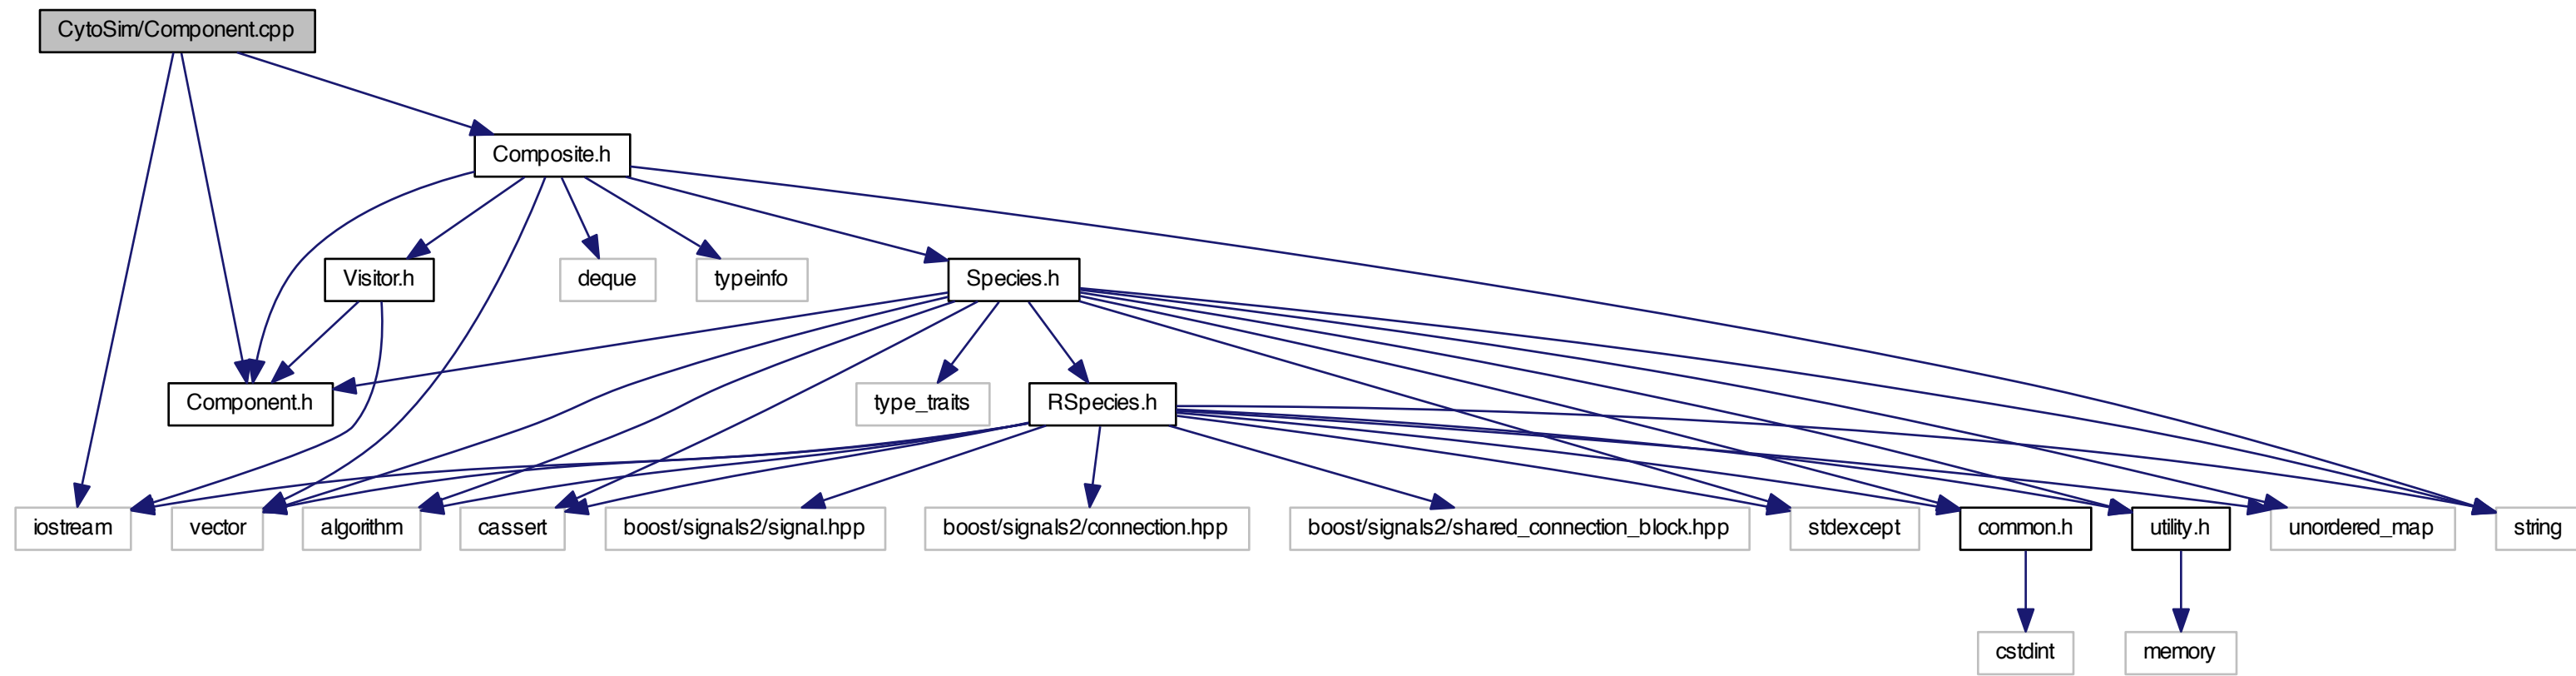 CytoSim/Component.cpp
Composite.h
Visitor.h
deque
typeinfo
Species.h
Component.h
type_traits
RSpecies.h
iostream
vector
algorithm
cassert
boost/signals2/signal.hpp
boost/signals2/connection.hpp
boost/signals2/shared_connection_block.hpp
stdexcept
common.h
utility.h
unordered_map
string
cstdint
memory